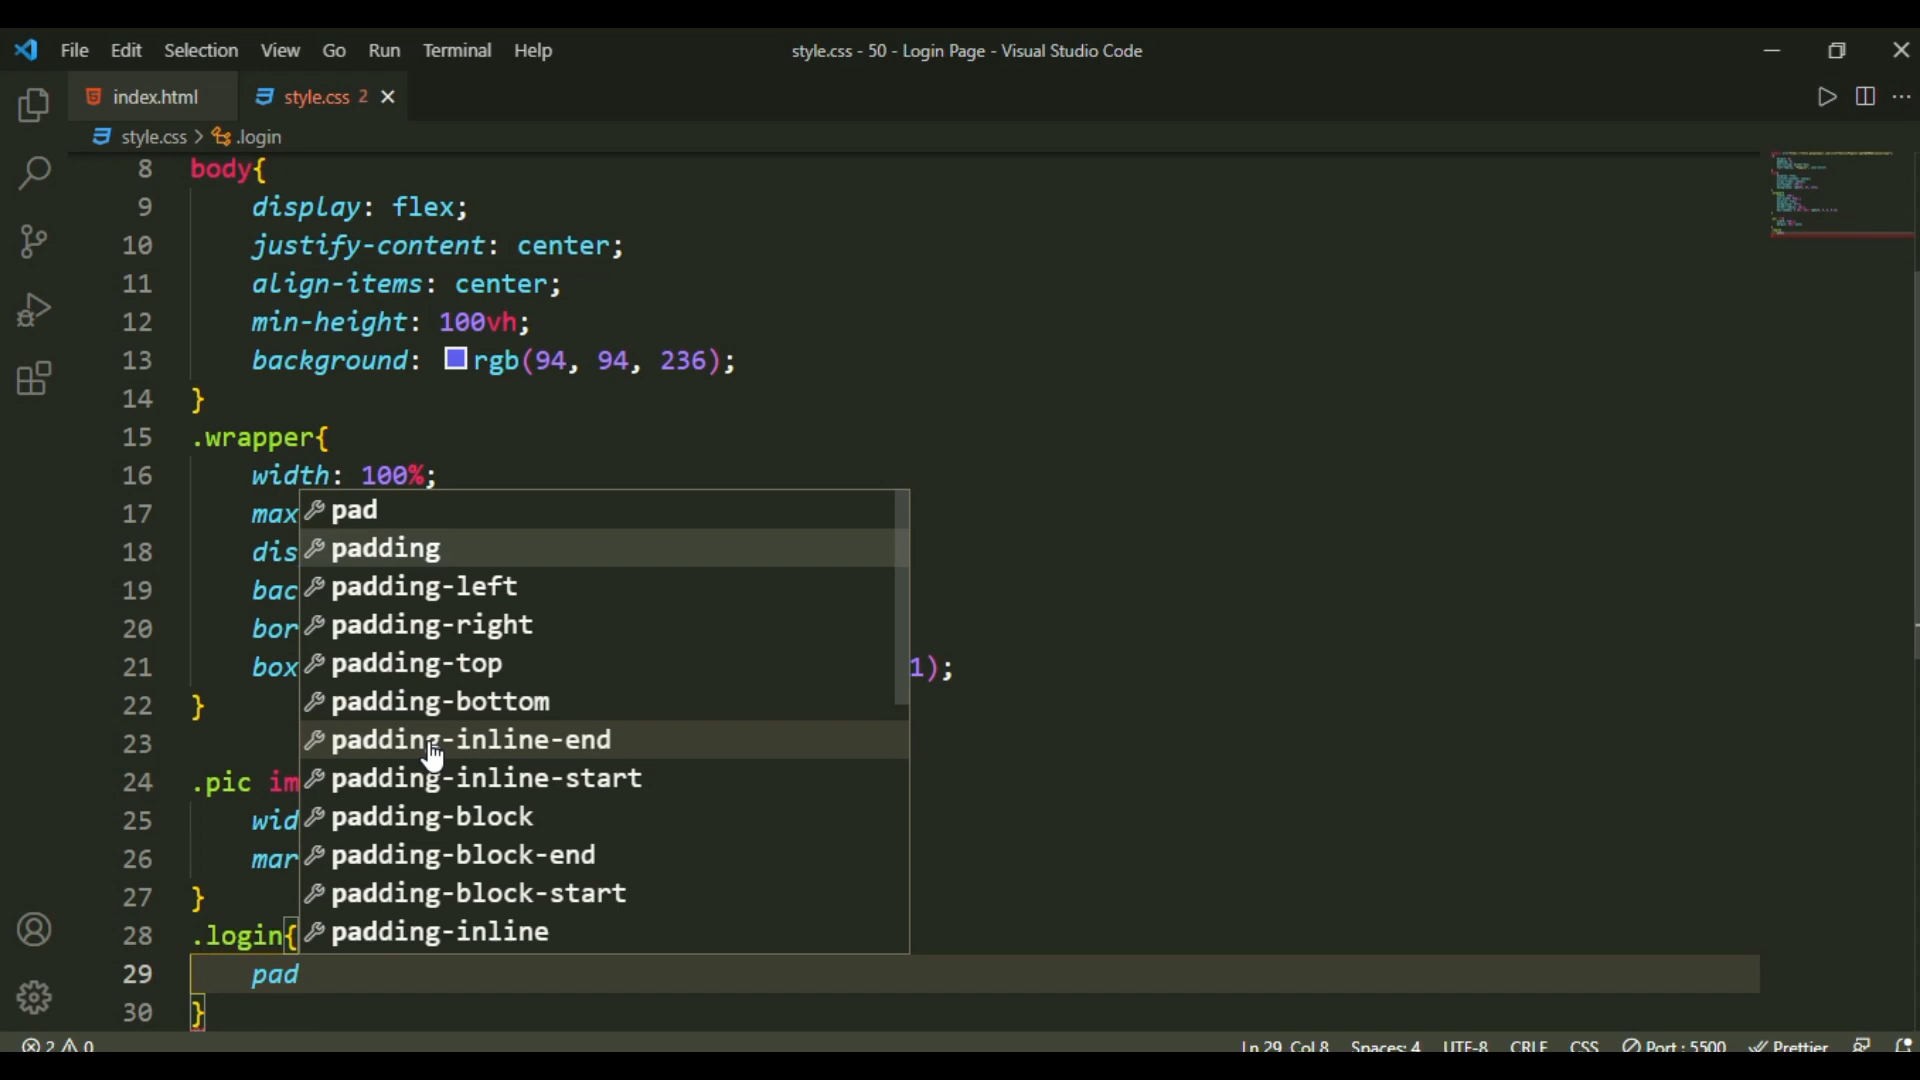 File Edit Selection View Go Run Terminal Help style.css - 50 - Login Page - Visual Studio Code
index.html style.css 2
style.css > .login
8 body{
9 display: flex;
10 justify-content: center;
11 align-items: center;
12 min-height: 100vh;
13 background: rgb(94, 94, 236);
14 }
15 .wrapper{
16 width: 100%;
17 max
18 dis
19 bac
20 bor
21 box 1);
22 }
23
24 .pic im
25 wid
26 mar
27 }
28 .login{
29 pad
30 }
pad
padding
padding-left
padding-right
padding-top
padding-bottom
padding-inline-end
padding-inline-start
padding-block
padding-block-end
padding-block-start
padding-inline
2 0 Ln 29, Col 8 Spaces: 4 UTF-8 CRLF CSS Port : 5500 Prettier